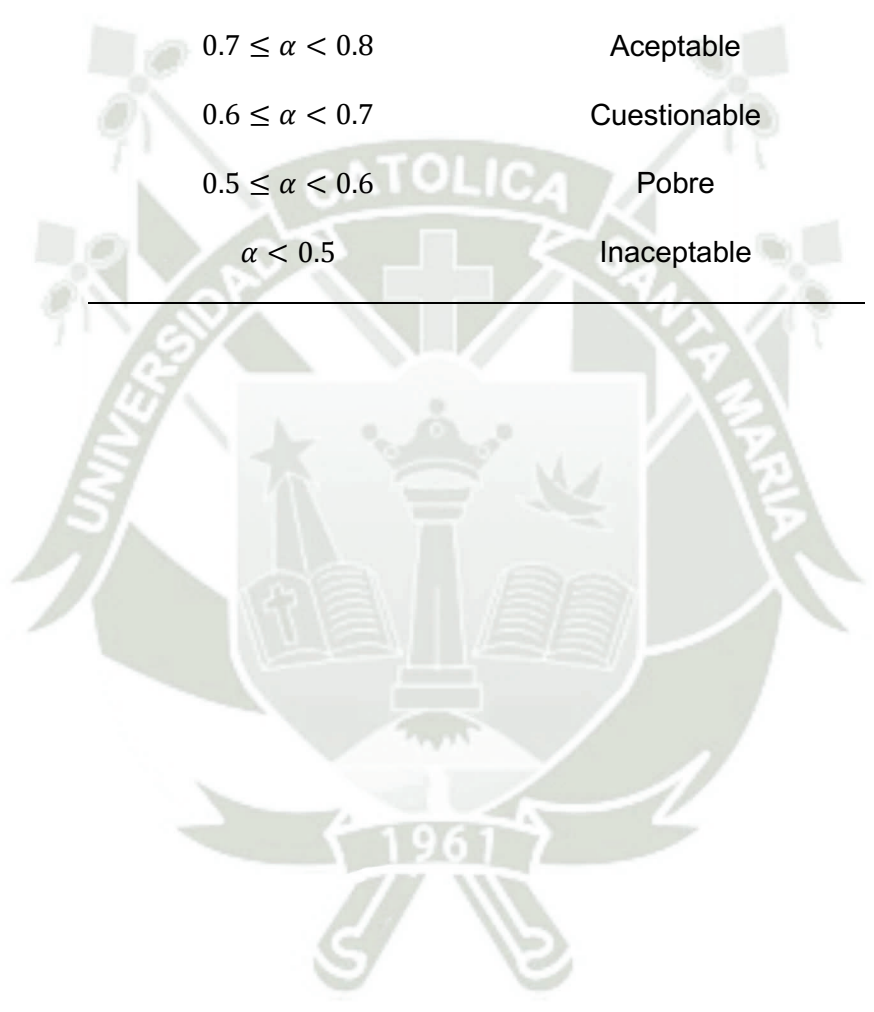 0.7 ≤ 𝛼 < 0.8 Aceptable
0.6 ≤ 𝛼 < 0.7 Cuestionable
0.5 ≤ 𝛼 < 0.6 Pobre
𝛼 < 0.5 Inaceptable
UNIVERSIDAD CATOLICA SANTA MARIA
1961